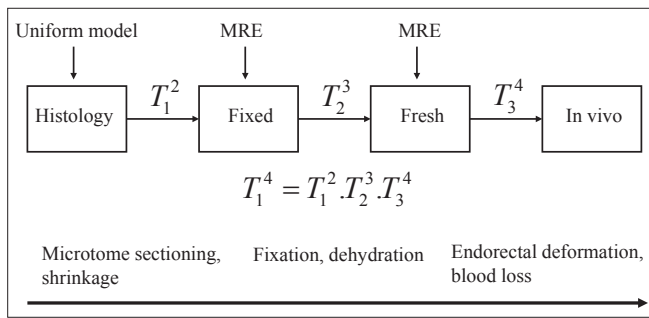 Uniform model MRE MRE
Histology T_1^2 Fixed T_2^3 Fresh T_3^4 In vivo
T_1^4 = T_1^2.T_2^3.T_3^4
Microtome sectioning, Fixation, dehydration Endorectal deformation,
shrinkage blood loss